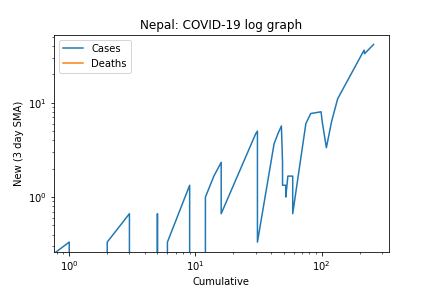 Nepal: COVID-19 log graph
Cases
Deaths
New (3 day SMA)
10¹
10⁰
10⁰
10¹
10²
Cumulative